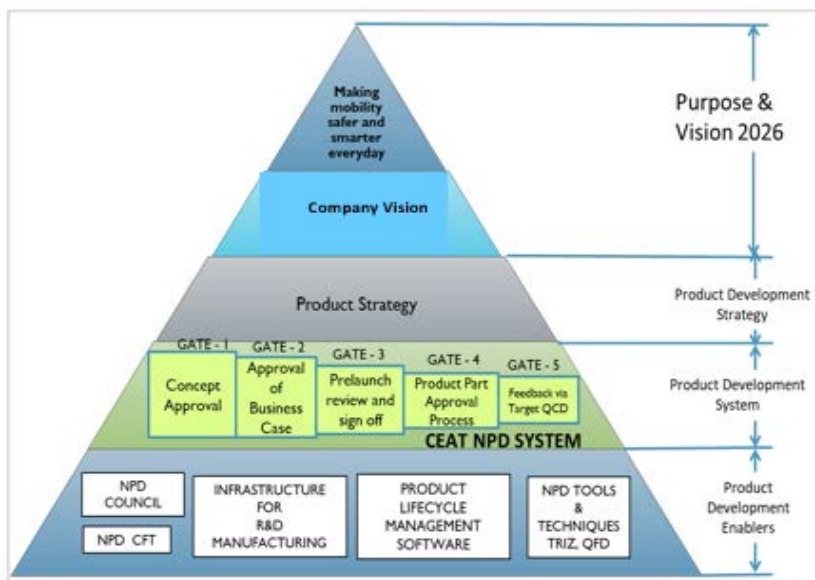 Making
mobility
safer and
smarter
everyday
Purpose &
Vision 2026
Company Vision
Product Strategy
Product Development
Strategy
GATE - 1
Concept
Approval
GATE - 2
Approval
of
Business
Case
GATE - 3
Prelaunch
review and
sign off
GATE - 4
Product Part
Approval
Process
GATE - 5
Feedback via
Target QCD
CEAT NPD SYSTEM
Product Development
System
NPD
COUNCIL
NPD CFT
INFRASTRUCTURE
FOR
R&D
MANUFACTURING
PRODUCT
LIFECYCLE
MANAGEMENT
SOFTWARE
NPD TOOLS
&
TECHNIQUES
TRIZ, QFD
Product
Development
Enablers